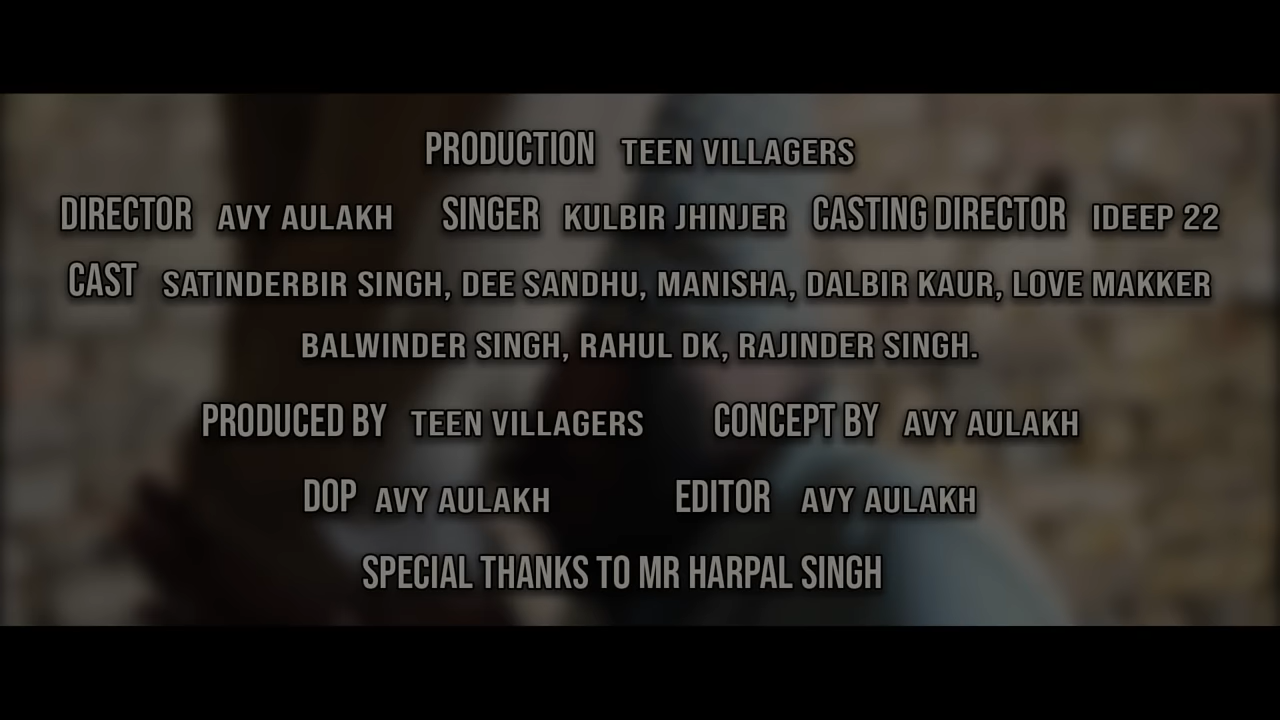 PRODUCTION TEEN VILLAGERS
DIRECTOR AVY AULAKH SINGER KULBIR JHINJER CASTING DIRECTOR IDEEP 22
CAST SATINDERBIR SINGH, DEE SANDHU, MANISHA, DALBIR KAUR, LOVE MAKKER
BALWINDER SINGH, RAHUL DK, RAJINDER SINGH.
PRODUCED BY TEEN VILLAGERS CONCEPT BY AVY AULAKH
DOP AVY AULAKH EDITOR AVY AULAKH
SPECIAL THANKS TO MR HARPAL SINGH